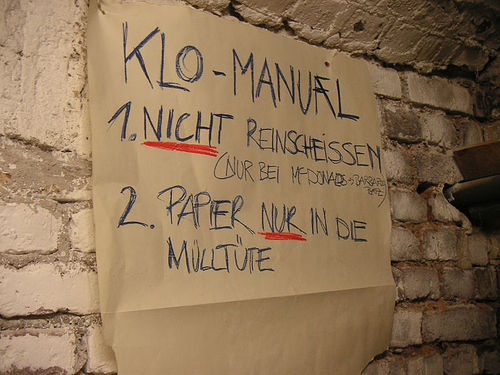 KLO-MANUAL
1. NICHT REINSCHEISSEN
(NUR BEI McDONALDS +
2. PAPIER NUR IN DIE
MÜLLTÜTE